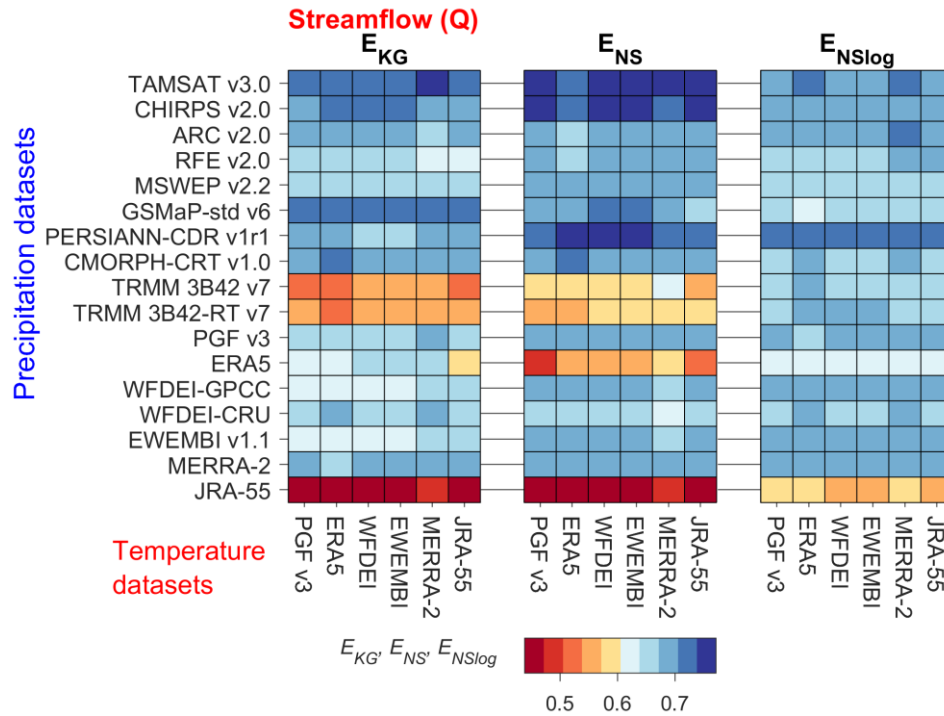 Streamflow (Q)
E_KG E_NS E_NSlog
Precipitation datasets
TAMSAT v3.0
CHIRPS v2.0
ARC v2.0
RFE v2.0
MSWEP v2.2
GSMaP-std v6
PERSIANN-CDR v1r1
CMORPH-CRT v1.0
TRMM 3B42 v7
TRMM 3B42-RT v7
PGF v3
ERA5
WFDEI-GPCC
WFDEI-CRU
EWEMBI v1.1
MERRA-2
JRA-55
PGF v3 ERA5 WFDEI EWEMBI MERRA-2 JRA-55 PGF v3 ERA5 WFDEI EWEMBI MERRA-2 JRA-55 PGF v3 ERA5 WFDEI EWEMBI MERRA-2 JRA-55
Temperature
datasets
E_KG, E_NS, E_NSlog
0.5 0.6 0.7